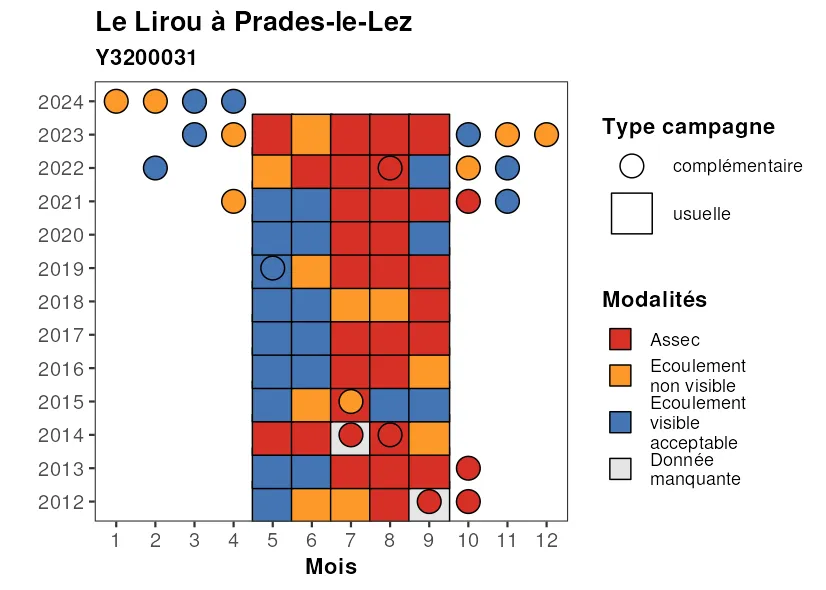 Le Lirou à Prades-le-Lez
Y3200031
2024
2023
2022
2021
2020
2019
2018
2017
2016
2015
2014
2013
2012
1 2 3 4 5 6 7 8 9 10 11 12
Mois
Type campagne
complémentaire
usuelle
Modalités
Assec
Ecoulement
non visible
Ecoulement
visible
acceptable
Donnée
manquante